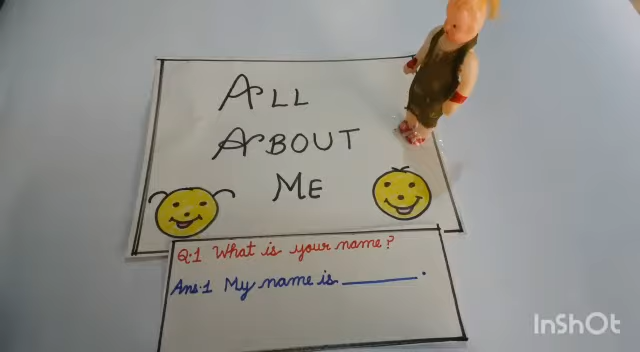 ALL
ABOUT
ME
Q.1 What is your name?
Ans.1 My name is ________.
InShOt